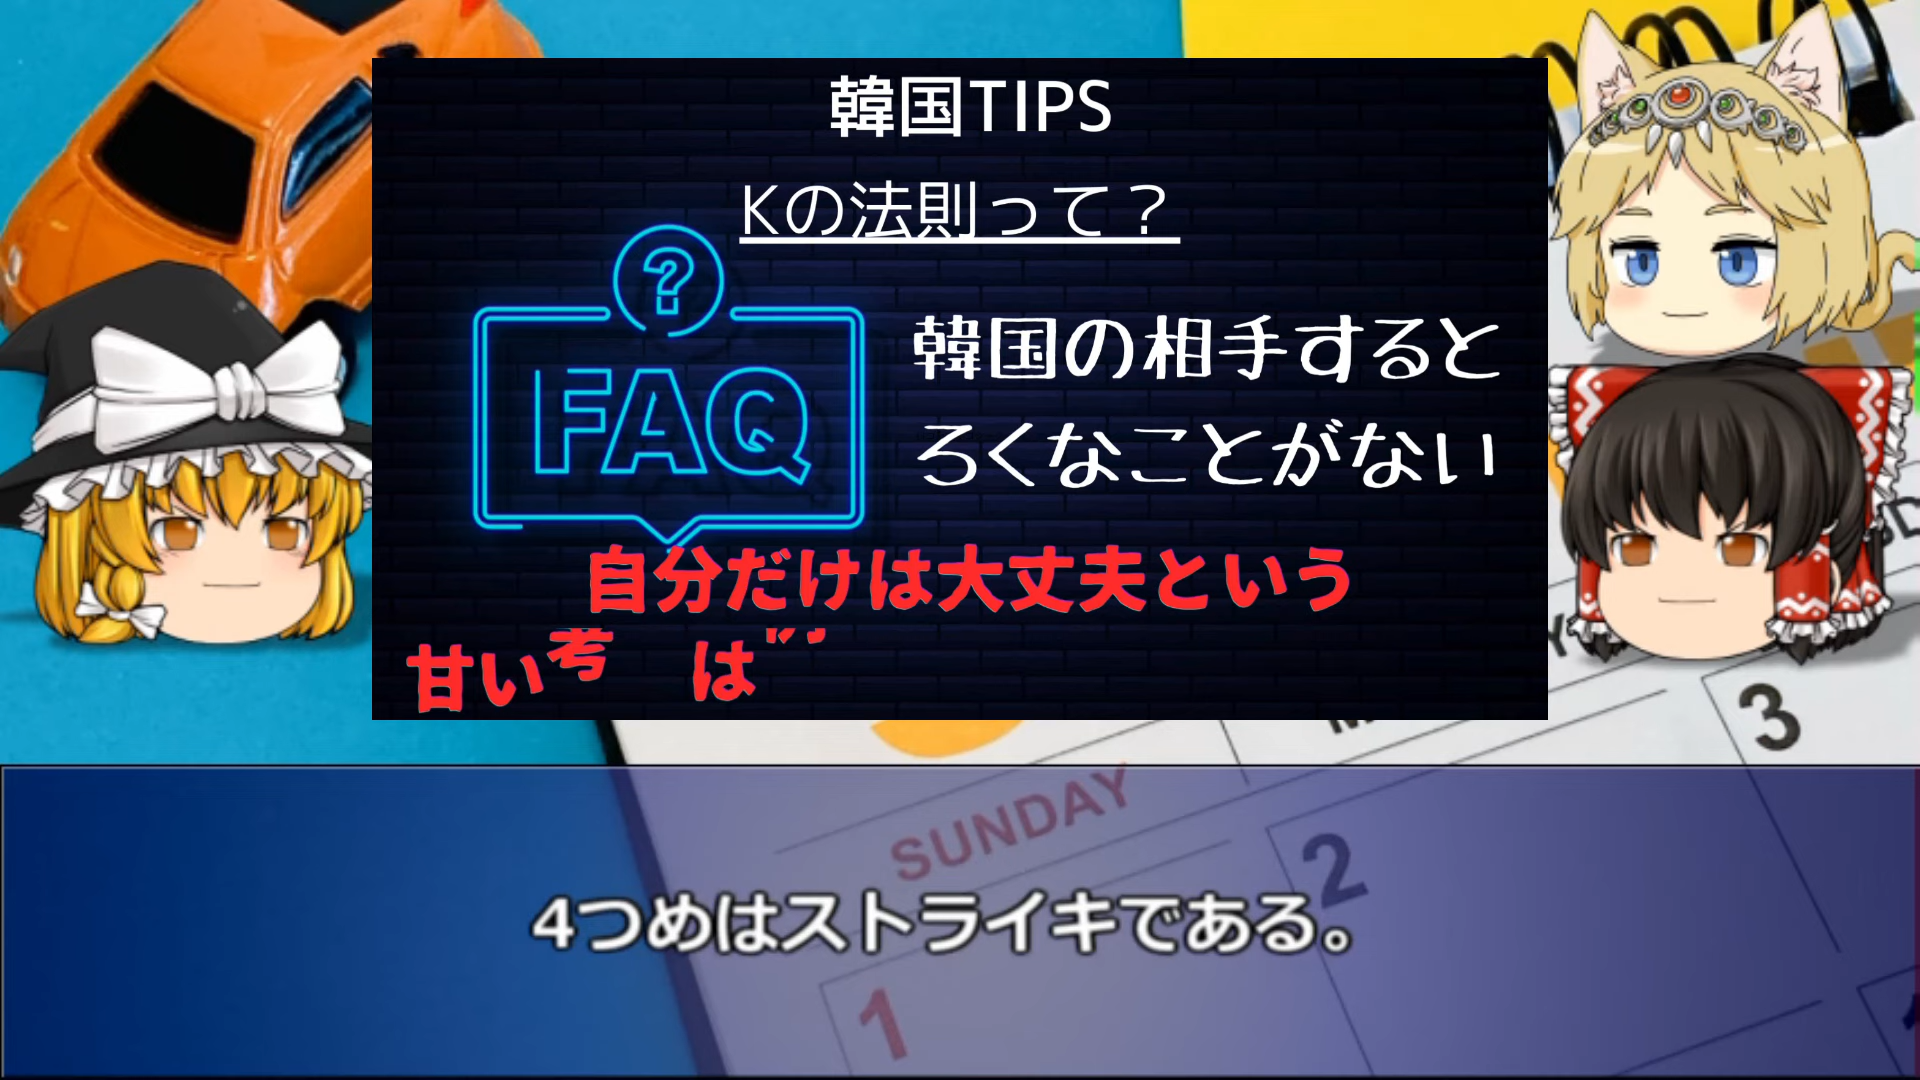 韓国TIPS
Kの法則って？
?
FAQ
韓国の相手すると
ろくなことがない
自分だけは大丈夫という
甘い考 は
SUNDAY
1
2
3
4つめはストライキである。